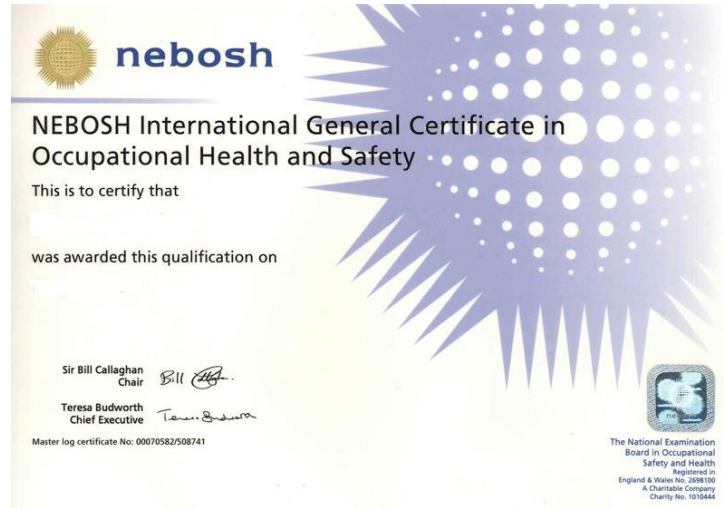 nebosh
NEBOSH International General Certificate in
Occupational Health and Safety
This is to certify that
was awarded this qualification on
Sir Bill Callaghan
Chair
Teresa Budworth
Chief Executive
Master log certificate No: 00070582/508741
The National Examination
Board in Occupational
Safety and Health
Registered in
England & Wales No. 2698100
A Charitable Company
Charity No. 1010444